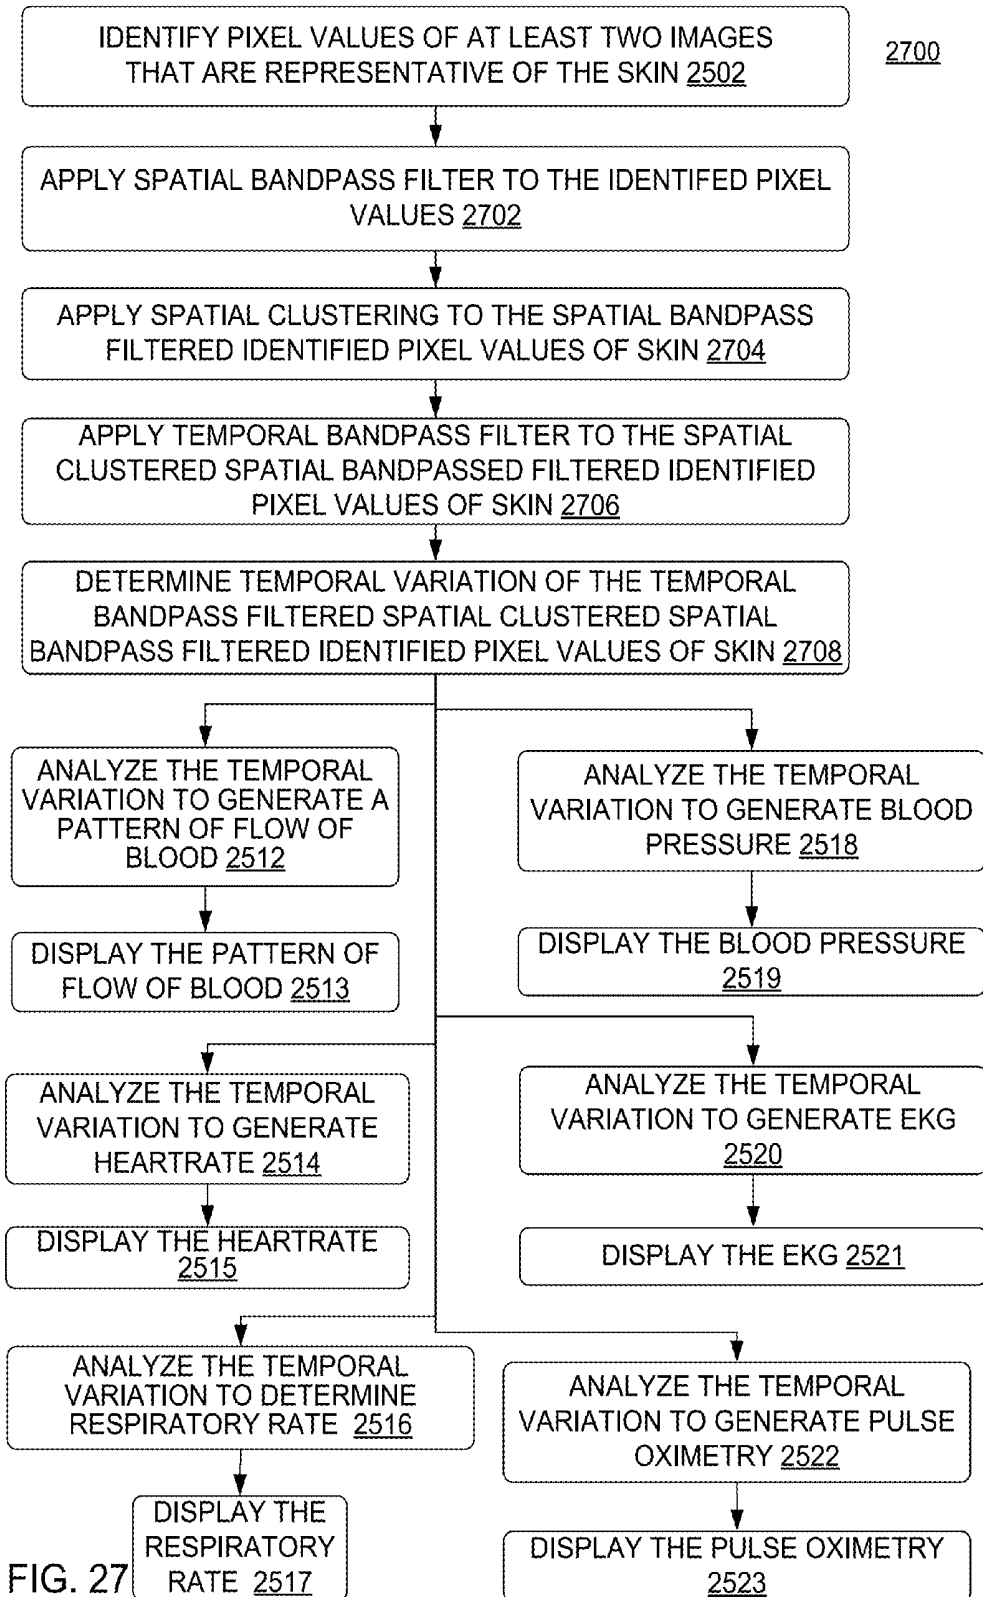 IDENTIFY PIXEL VALUES OF AT LEAST TWO IMAGES
THAT ARE REPRESENTATIVE OF THE SKIN 2502
2700
APPLY SPATIAL BANDPASS FILTER TO THE IDENTIFED PIXEL
VALUES 2702
APPLY SPATIAL CLUSTERING TO THE SPATIAL BANDPASS
FILTERED IDENTIFIED PIXEL VALUES OF SKIN 2704
APPLY TEMPORAL BANDPASS FILTER TO THE SPATIAL
CLUSTERED SPATIAL BANDPASSED FILTERED IDENTIFIED
PIXEL VALUES OF SKIN 2706
DETERMINE TEMPORAL VARIATION OF THE TEMPORAL
BANDPASS FILTERED SPATIAL CLUSTERED SPATIAL
BANDPASS FILTERED IDENTIFIED PIXEL VALUES OF SKIN 2708
ANALYZE THE TEMPORAL
VARIATION TO GENERATE A
PATTERN OF FLOW OF
BLOOD 2512
ANALYZE THE TEMPORAL
VARIATION TO GENERATE BLOOD
PRESSURE 2518
DISPLAY THE PATTERN OF
FLOW OF BLOOD 2513
DISPLAY THE BLOOD PRESSURE
2519
ANALYZE THE TEMPORAL
VARIATION TO GENERATE
HEARTRATE 2514
ANALYZE THE TEMPORAL
VARIATION TO GENERATE EKG
2520
DISPLAY THE HEARTRATE
2515
DISPLAY THE EKG 2521
ANALYZE THE TEMPORAL
VARIATION TO DETERMINE
RESPIRATORY RATE 2516
ANALYZE THE TEMPORAL
VARIATION TO GENERATE PULSE
OXIMETRY 2522
DISPLAY THE
RESPIRATORY
RATE 2517
DISPLAY THE PULSE OXIMETRY
2523
FIG. 27